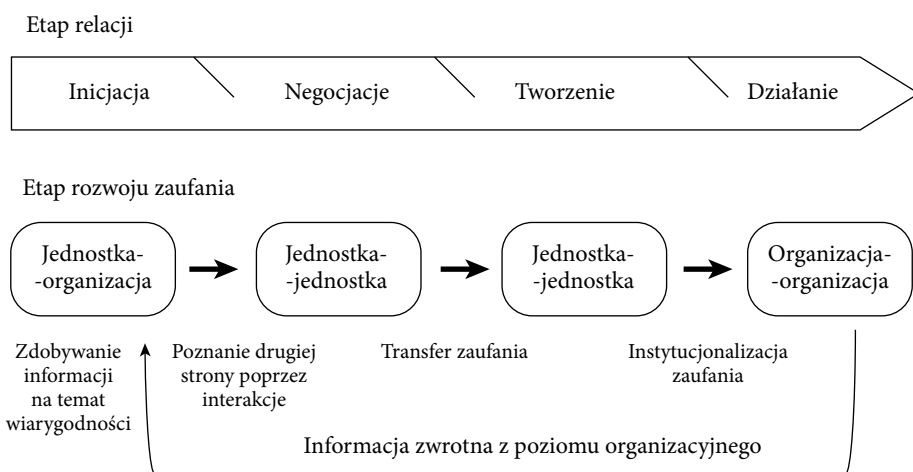 Etap relacji
Inicjacja
Negocjacje
Tworzenie
Działanie
Etap rozwoju zaufania
Jednostka-
-organizacja
Jednostka-
-jednostka
Jednostka-
-jednostka
Organizacja-
-organizacja
Zdobywanie
informacji
na temat
wiarygodności
Poznanie drugiej
strony poprzez
interakcje
Transfer zaufania
Instytucjonalizacja
zaufania
Informacja zwrotna z poziomu organizacyjnego